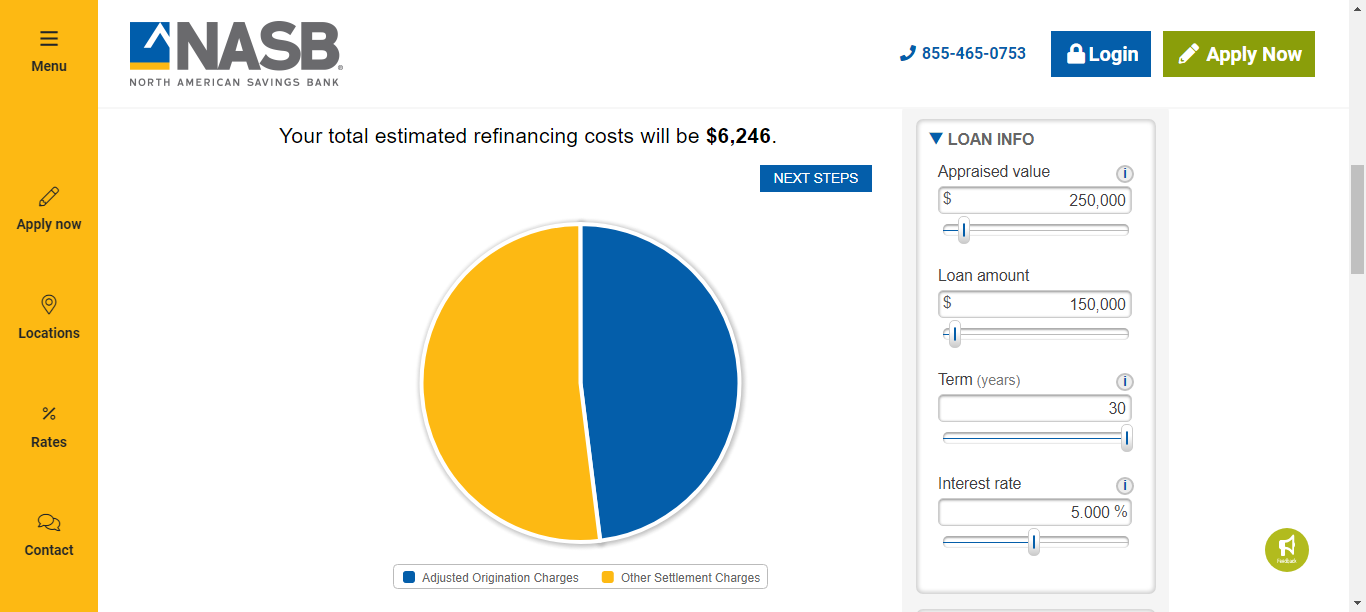 Menu
Apply now
Locations
Rates
Contact
NASB®
NORTH AMERICAN SAVINGS BANK
855-465-0753
Login
Apply Now
Your total estimated refinancing costs will be $6,246.
NEXT STEPS
Adjusted Origination Charges
Other Settlement Charges
LOAN INFO
Appraised value
$ 250,000
Loan amount
$ 150,000
Term (years)
30
Interest rate
5.000 %
Feedback